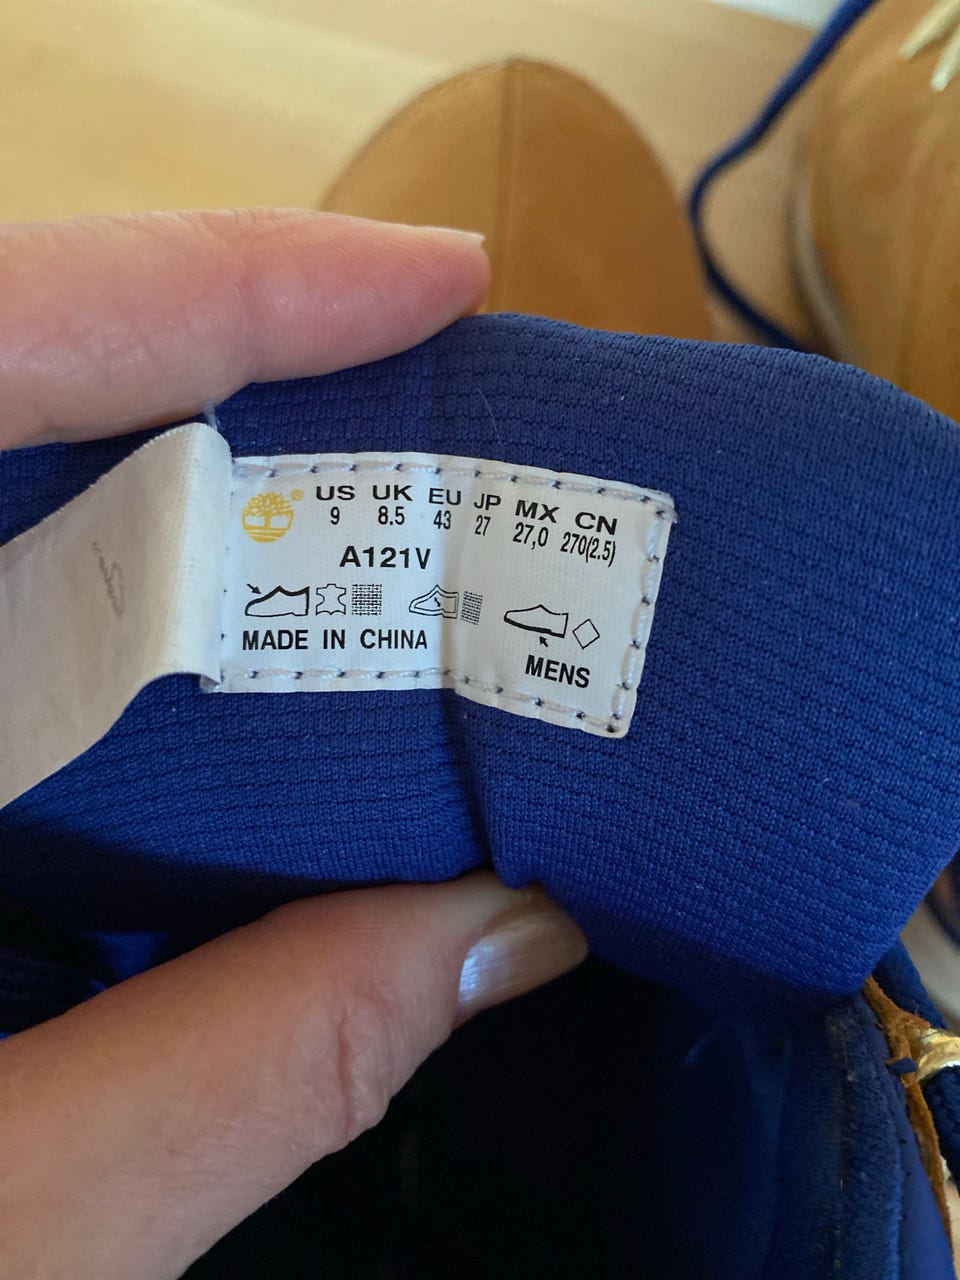 ® US UK EU JP MX CN
9 8.5 43 27 27,0 270(2.5)
A121V
MADE IN CHINA
MENS